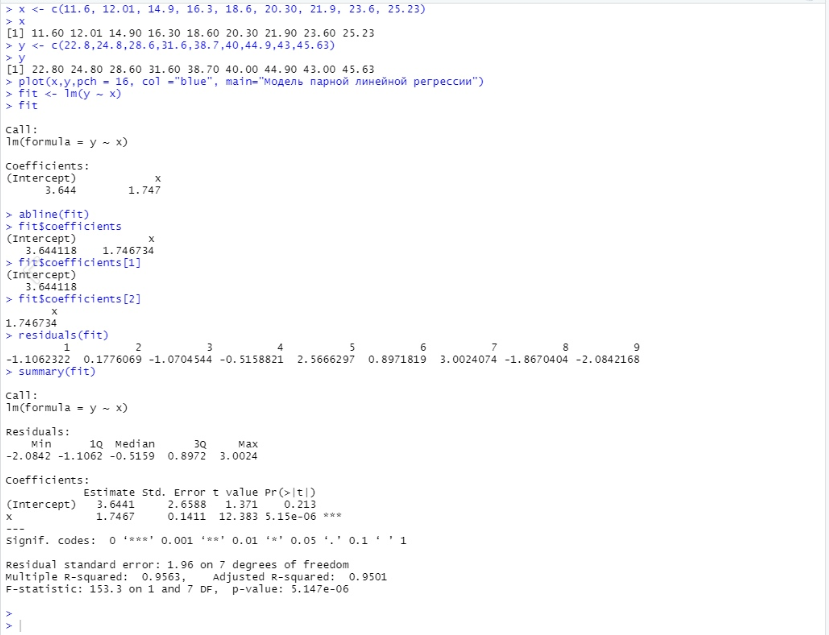 > x <- c(11.6, 12.01, 14.9, 16.3, 18.6, 20.30, 21.9, 23.6, 25.23)
> x
[1] 11.60 12.01 14.90 16.30 18.60 20.30 21.90 23.60 25.23
> y <- c(22.8,24.8,28.6,31.6,38.7,40,44.9,43,45.63)
> y
[1] 22.80 24.80 28.60 31.60 38.70 40.00 44.90 43.00 45.63
> plot(x,y,pch = 16, col ="blue", main="Модель парной линейной регрессии")
> fit <- lm(y ~ x)
> fit
Call:
lm(formula = y ~ x)
Coefficients:
(Intercept)            x
      3.644        1.747
> abline(fit)
> fit$coefficients
(Intercept)           x
   3.644118    1.746734
> fit$coefficients[1]
(Intercept)
   3.644118
> fit$coefficients[2]
       x
1.746734
> residuals(fit)
         1          2          3          4          5          6          7          8          9
-1.1062322  0.1776069 -1.0704544 -0.5158821  2.5666297  0.8971819  3.0024074 -1.8670404 -2.0842168
> summary(fit)
Call:
lm(formula = y ~ x)
Residuals:
    Min      1Q  Median      3Q     Max
-2.0842 -1.1062 -0.5159  0.8972  3.0024
Coefficients:
            Estimate Std. Error t value Pr(>|t|)
(Intercept)   3.6441     2.6588   1.371    0.213
x             1.7467     0.1411  12.383 5.15e-06 ***
---
Signif. codes:  0 ‘***’ 0.001 ‘**’ 0.01 ‘*’ 0.05 ‘.’ 0.1 ‘ ’ 1
Residual standard error: 1.96 on 7 degrees of freedom
Multiple R-squared:  0.9563,    Adjusted R-squared:  0.9501
F-statistic: 153.3 on 1 and 7 DF,  p-value: 5.147e-06
>
>